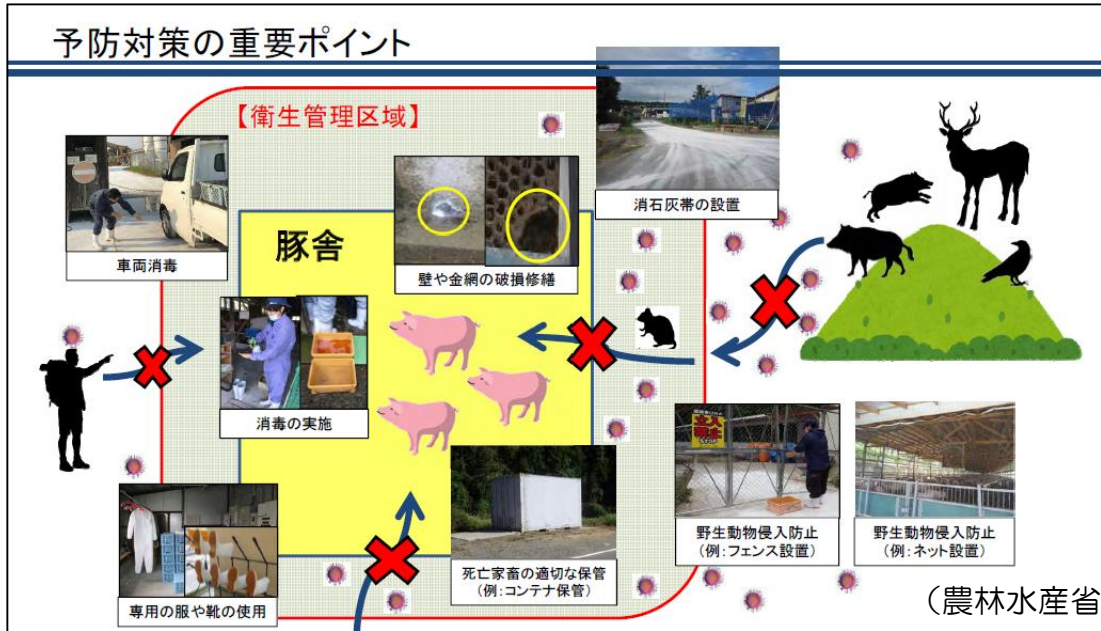 予防対策の重要ポイント
【衛生管理区域】
消石灰帯の設置
車両消毒
豚舎
壁や金網の破損修繕
消毒の実施
立入
禁止
STOP
野生動物侵入防止
(例:フェンス設置)
野生動物侵入防止
(例:ネット設置)
死亡家畜の適切な保管
(例:コンテナ保管)
専用の服や靴の使用
(農林水産省